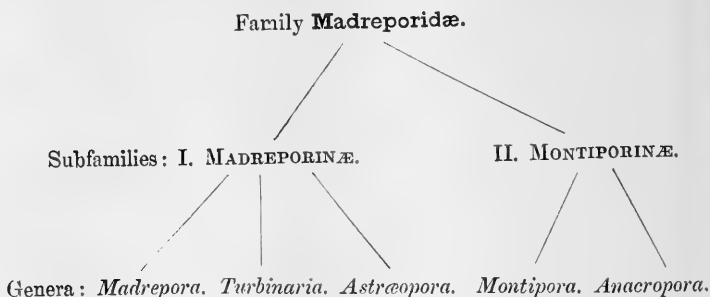 Family Madreporidæ.
Subfamilies: I. MADREPORINÆ. II. MONTIPORINÆ.
Genera: Madrepora. Turbinaria. Astræopora. Montipora. Anacropora.